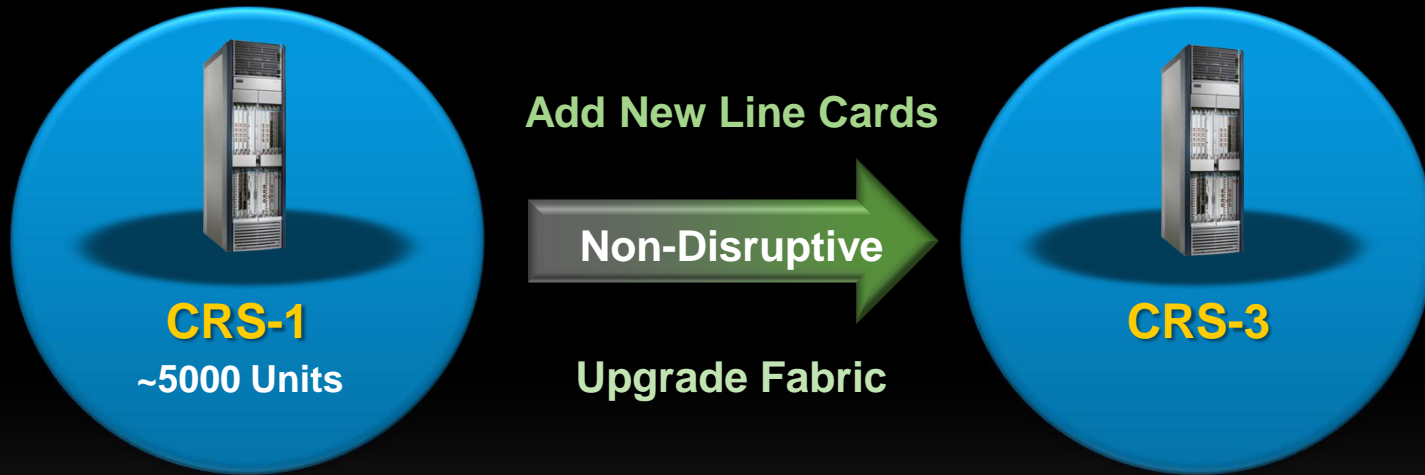 CRS-1
~5000 Units
Add New Line Cards
Non-Disruptive
Upgrade Fabric
CRS-3